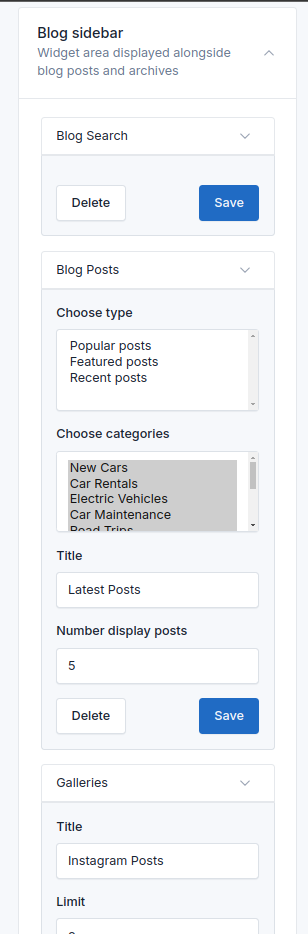 Blog sidebar
Widget area displayed alongside
blog posts and archives
Blog Search
Delete
Save
Blog Posts
Choose type
Popular posts
Featured posts
Recent posts
Choose categories
New Cars
Car Rentals
Electric Vehicles
Car Maintenance
Road Trips
Title
Latest Posts
Number display posts
5
Delete
Save
Galleries
Title
Instagram Posts
Limit